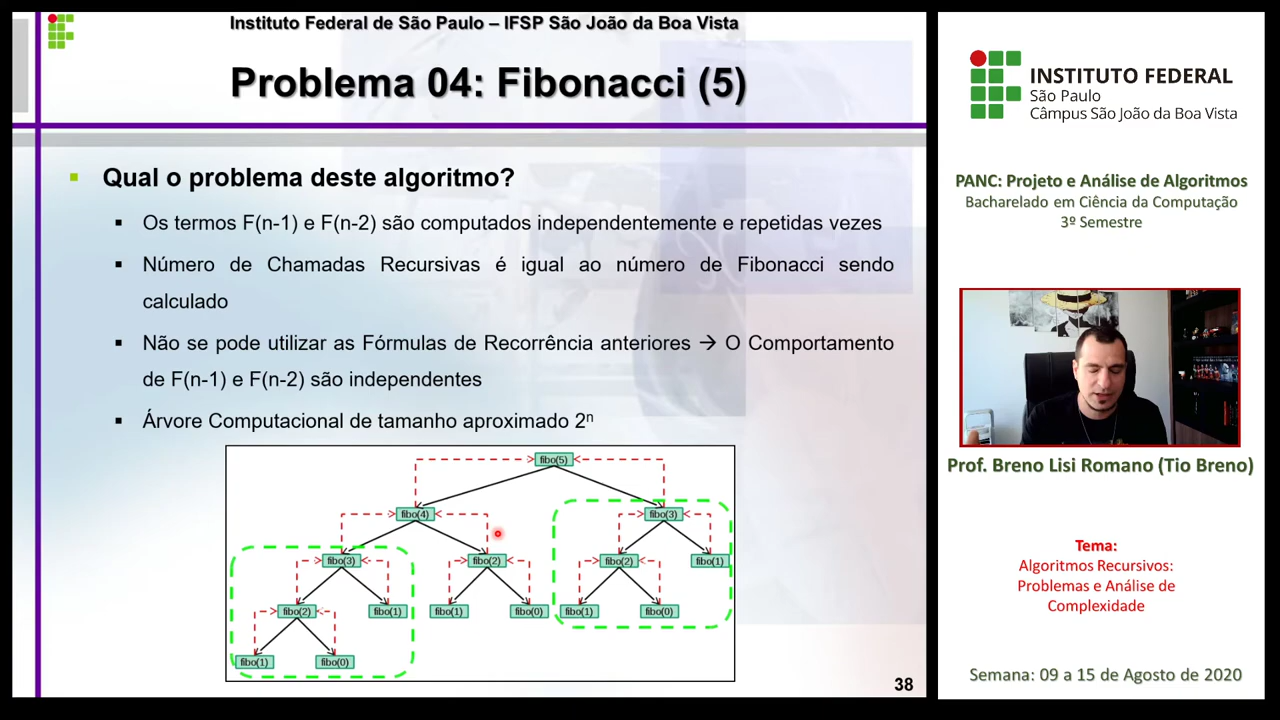 Instituto Federal de São Paulo – IFSP São João da Boa Vista
Problema 04: Fibonacci (5)
Qual o problema deste algoritmo?
Os termos F(n-1) e F(n-2) são computados independentemente e repetidas vezes
Número de Chamadas Recursivas é igual ao número de Fibonacci sendo
calculado
Não se pode utilizar as Fórmulas de Recorrência anteriores → O Comportamento
de F(n-1) e F(n-2) são independentes
Árvore Computacional de tamanho aproximado 2ⁿ
fibo(5)
fibo(4) fibo(3)
fibo(3) fibo(2) fibo(2) fibo(1)
fibo(2) fibo(1) fibo(1) fibo(0) fibo(1) fibo(0)
fibo(1) fibo(0)
38
INSTITUTO FEDERAL
São Paulo
Câmpus São João da Boa Vista
PANC: Projeto e Análise de Algoritmos
Bacharelado em Ciência da Computação
3º Semestre
Prof. Breno Lisi Romano (Tio Breno)
Tema:
Algoritmos Recursivos:
Problemas e Análise de
Complexidade
Semana: 09 a 15 de Agosto de 2020